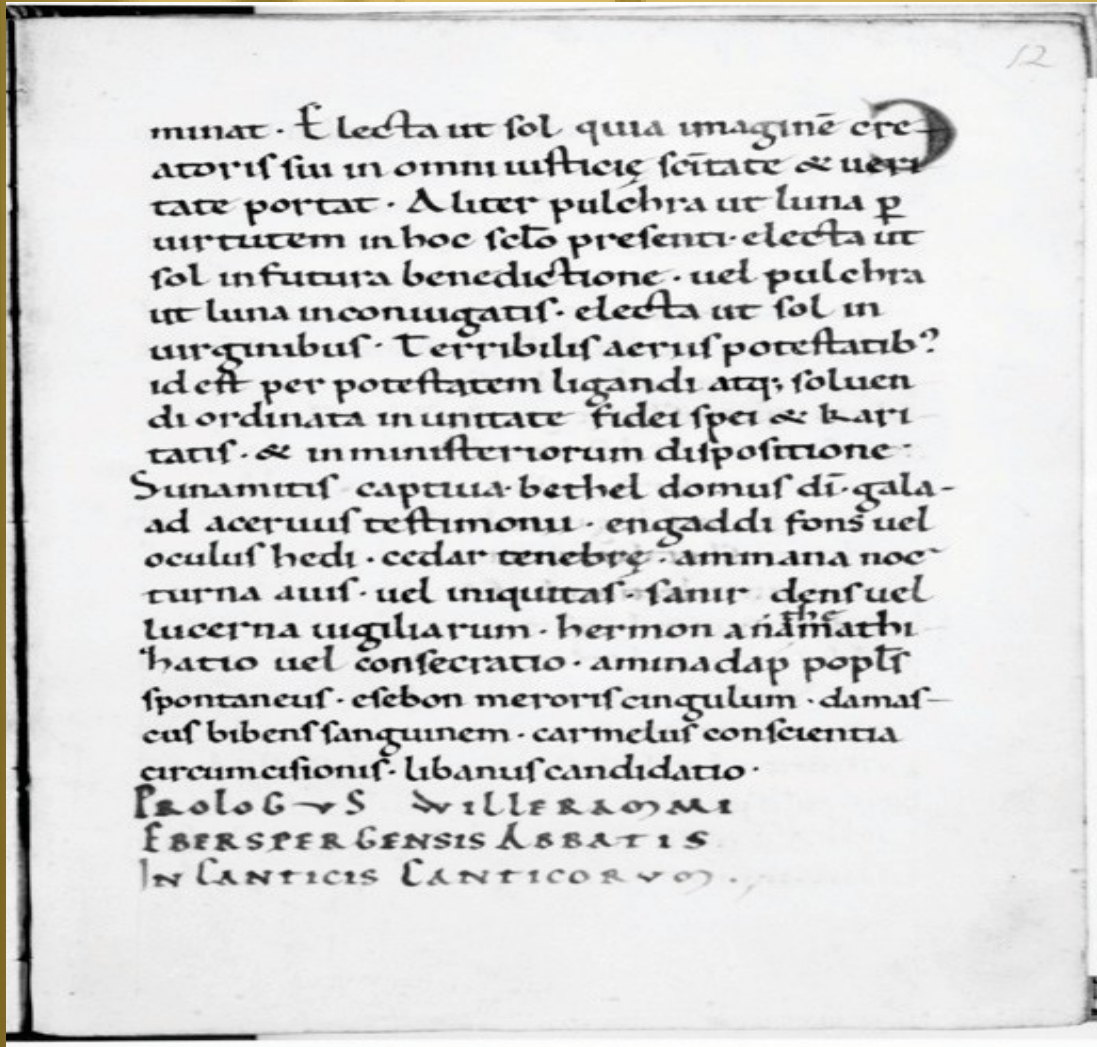 12
minat · Electa ut sol quia imaginē cre
atoris sui in omni iusticię scītate & veri
tate portat · Aliter pulchra ut luna ꝑ
uirtutem in hoc sc̄lo presenti · electa ut
sol in futura benedictione · uel pulchra
ut luna in coniugatis · electa ut sol in
uirginibus · Terribilis aeriis potestatib;
id est per potestatem ligandi atq; soluen
di ordinata in unitate fidei spei & kari
tatis · & in ministeriorum dispositione ·
Sunamitis captiua · bethel domus dī · gala-
ad aceruus testimonii · engaddi fons uel
oculus hedi · cedar tenebrę · ammana noc
turna auis · uel iniquitas · sanir dens uel
lucerna uigiliarum · hermon
hatio uel consecratio · aminadap popl̄s
spontaneus · esebon meroris cingulum · damas-
cus bibens sanguinem · carmelus conscientia
circumcisionis · libanus candidatio ·
PROLOGVS WILLERAMMI
EBERSPERGENSIS ABBATIS
IN CANTICIS CANTICORVM .